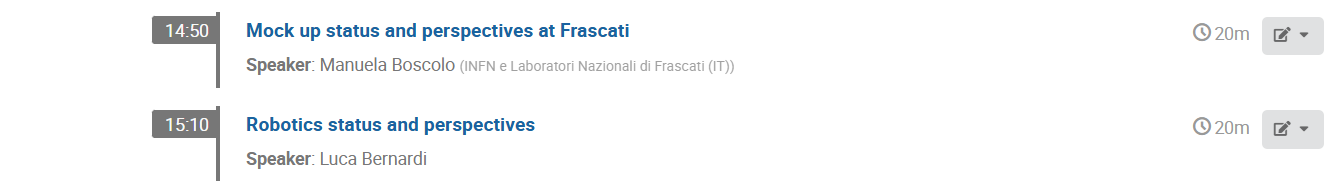 14:50 Mock up status and perspectives at Frascati 20m
Speaker: Manuela Boscolo (INFN e Laboratori Nazionali di Frascati (IT))
15:10 Robotics status and perspectives 20m
Speaker: Luca Bernardi